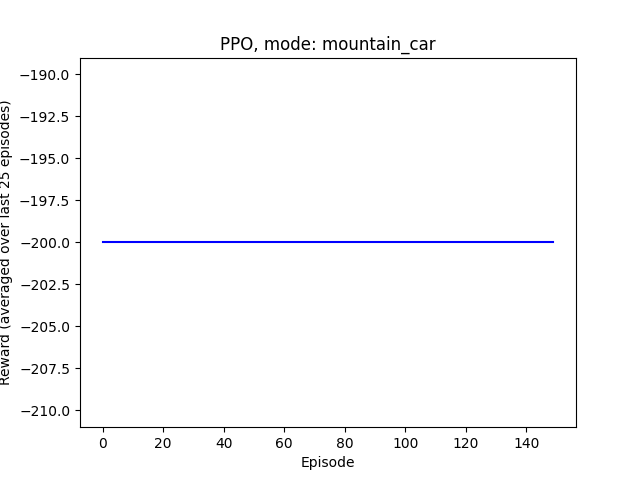 PPO, mode: mountain_car
Reward (averaged over last 25 episodes)
−190.0
−192.5
−195.0
−197.5
−200.0
−202.5
−205.0
−207.5
−210.0
0 20 40 60 80 100 120 140
Episode